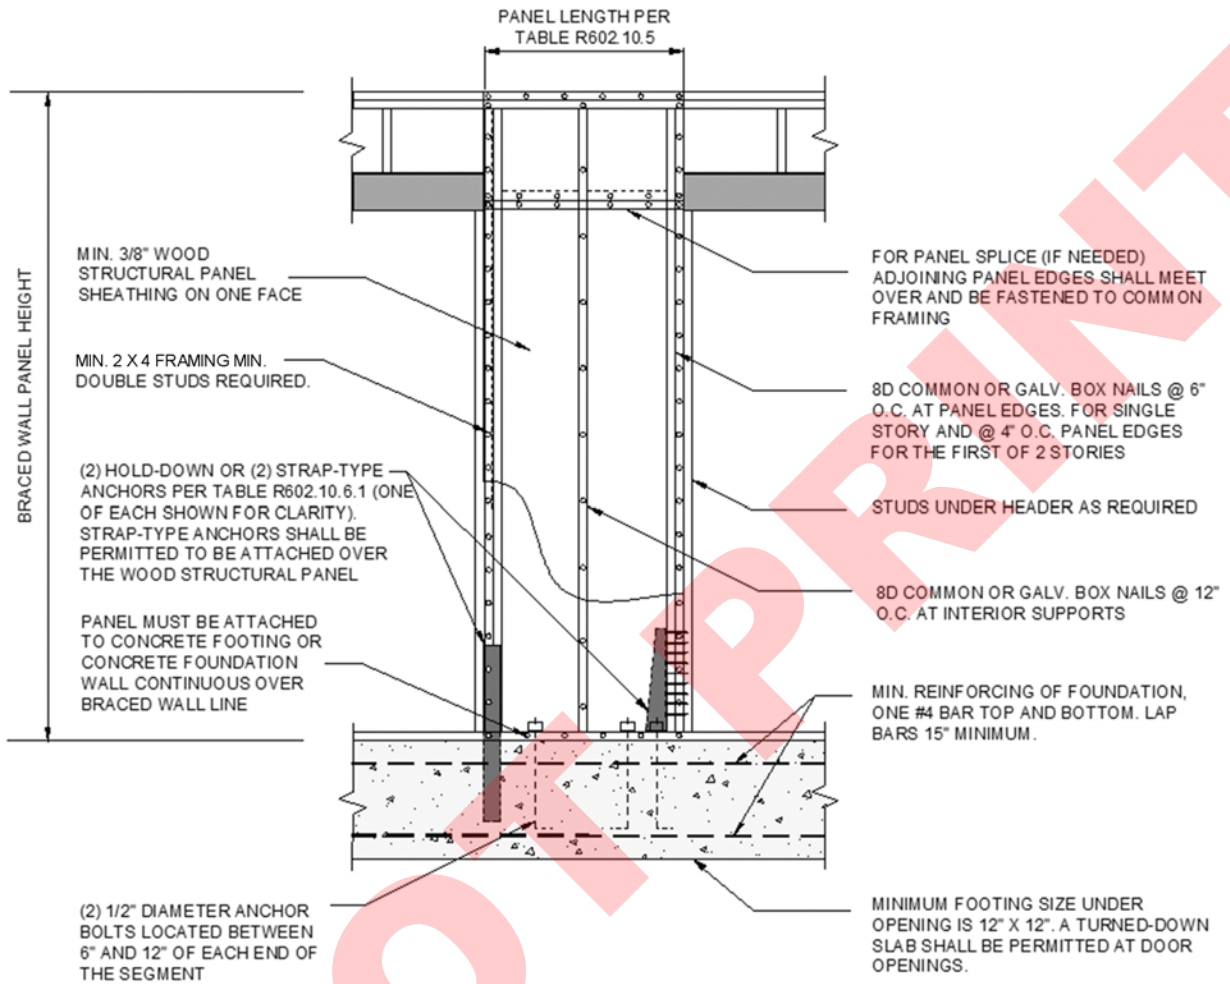 PANEL LENGTH PER
TABLE R602.10.5
BRACED WALL PANEL HEIGHT
MIN. 3/8" WOOD
STRUCTURAL PANEL
SHEATHING ON ONE FACE
MIN. 2 X 4 FRAMING MIN.
DOUBLE STUDS REQUIRED.
(2) HOLD-DOWN OR (2) STRAP-TYPE
ANCHORS PER TABLE R602.10.6.1 (ONE
OF EACH SHOWN FOR CLARITY).
STRAP-TYPE ANCHORS SHALL BE
PERMITTED TO BE ATTACHED OVER
THE WOOD STRUCTURAL PANEL
PANEL MUST BE ATTACHED
TO CONCRETE FOOTING OR
CONCRETE FOUNDATION
WALL CONTINUOUS OVER
BRACED WALL LINE
(2) 1/2" DIAMETER ANCHOR
BOLTS LOCATED BETWEEN
6" AND 12" OF EACH END OF
THE SEGMENT
FOR PANEL SPLICE (IF NEEDED)
ADJOINING PANEL EDGES SHALL MEET
OVER AND BE FASTENED TO COMMON
FRAMING
8D COMMON OR GALV. BOX NAILS @ 6"
O.C. AT PANEL EDGES. FOR SINGLE
STORY AND @ 4" O.C. PANEL EDGES
FOR THE FIRST OF 2 STORIES
STUDS UNDER HEADER AS REQUIRED
8D COMMON OR GALV. BOX NAILS @ 12"
O.C. AT INTERIOR SUPPORTS
MIN. REINFORCING OF FOUNDATION,
ONE #4 BAR TOP AND BOTTOM. LAP
BARS 15" MINIMUM.
MINIMUM FOOTING SIZE UNDER
OPENING IS 12" X 12". A TURNED-DOWN
SLAB SHALL BE PERMITTED AT DOOR
OPENINGS.
OT PRINT